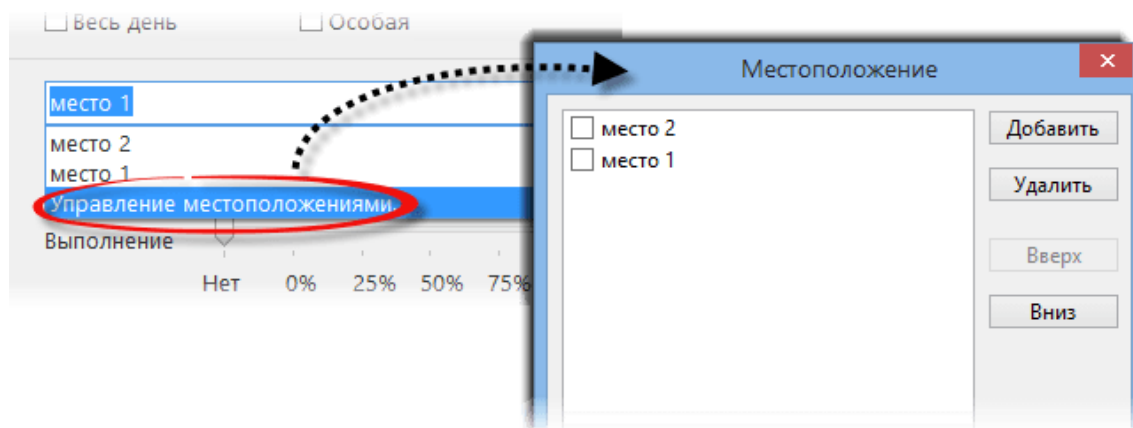 Весь день
Особая
место 1
место 2
место 1
Управление местоположениями.
Выполнение
Нет 0% 25% 50% 75%
Местоположение
место 2
место 1
Добавить
Удалить
Вверх
Вниз